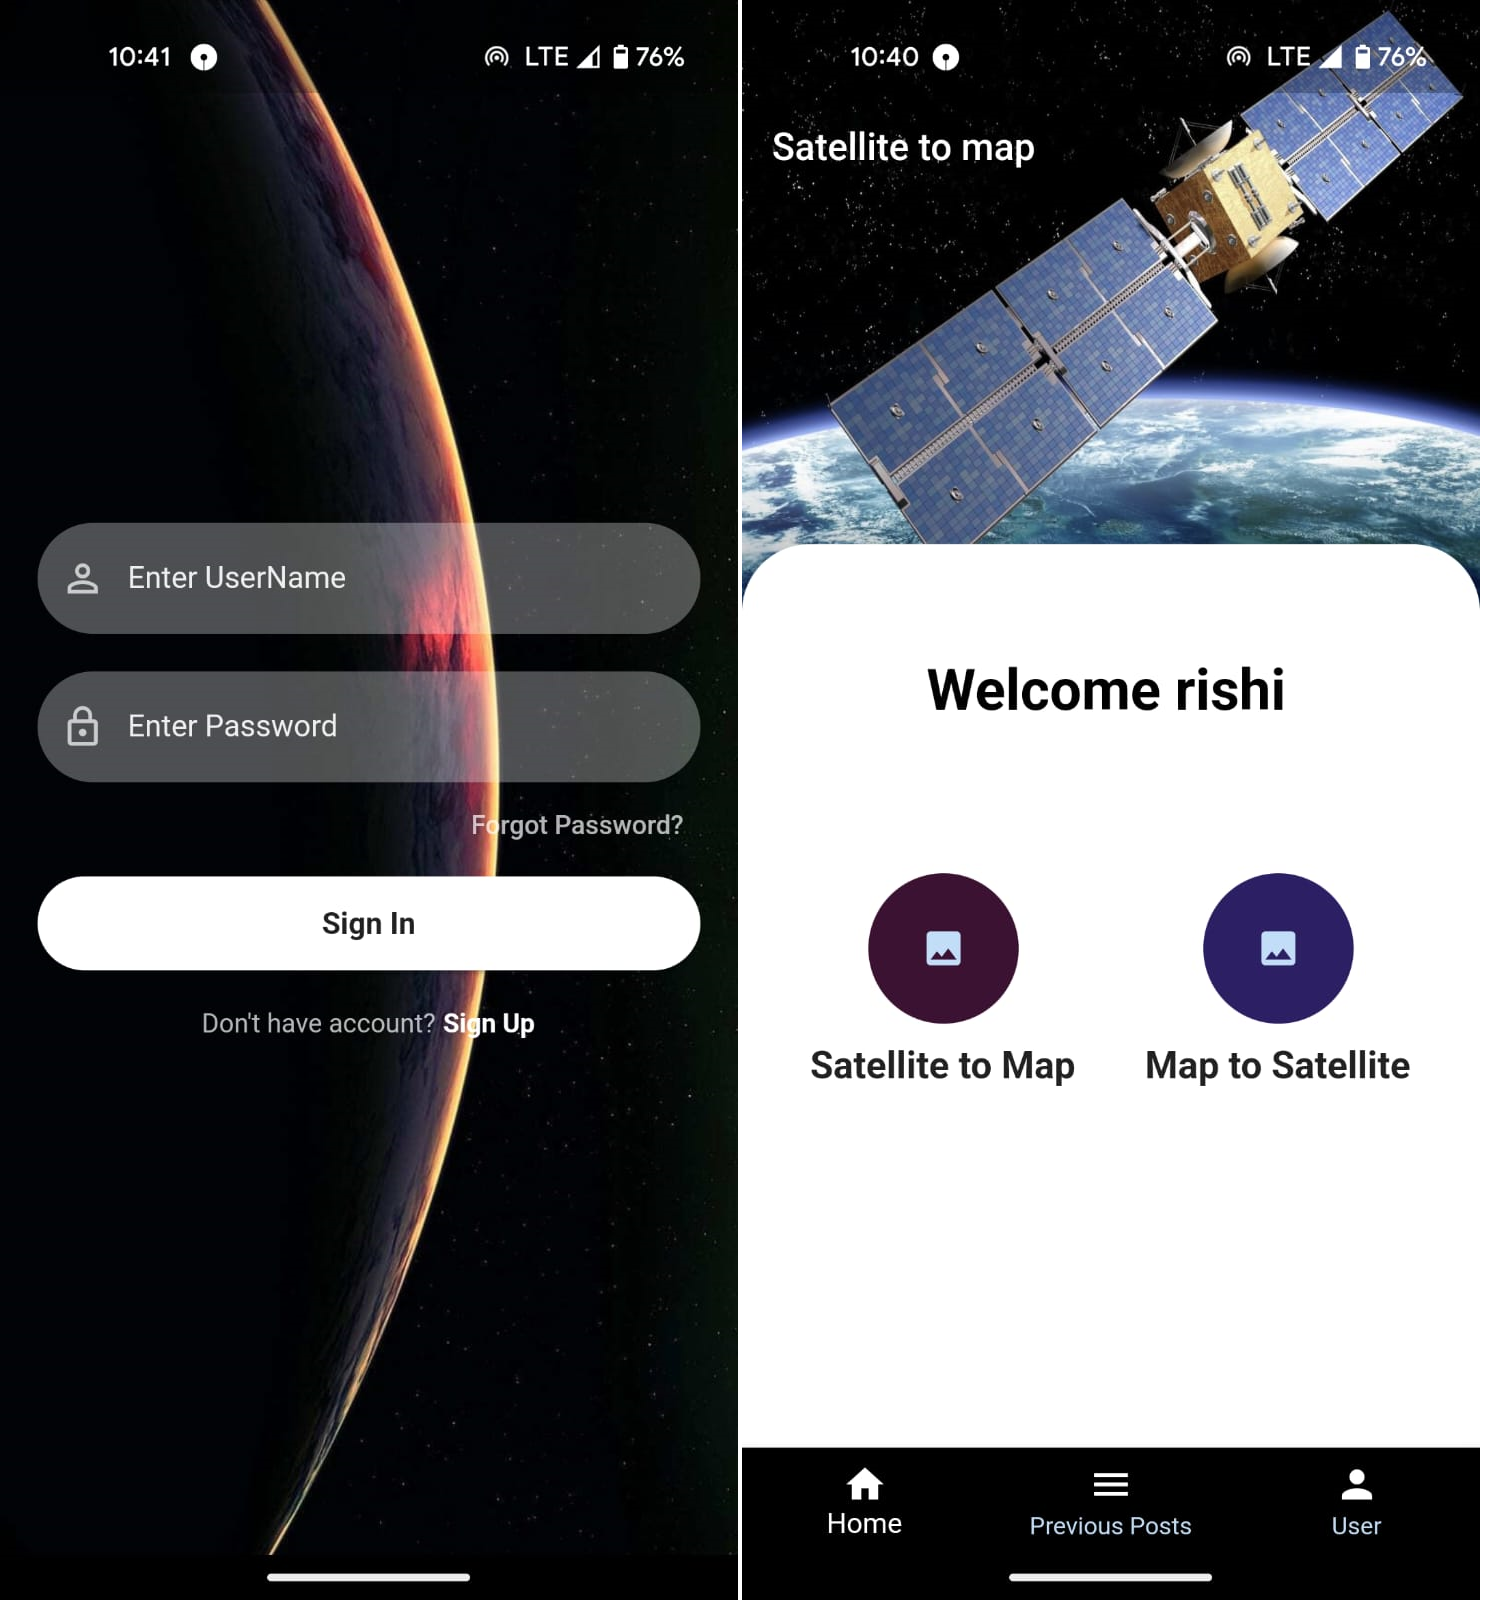 10:41 LTE 76%
Enter UserName
Enter Password
Forgot Password?
Sign In
Don't have account? Sign Up
10:40 LTE 76%
Satellite to map
Welcome rishi
Satellite to Map Map to Satellite
Home Previous Posts User